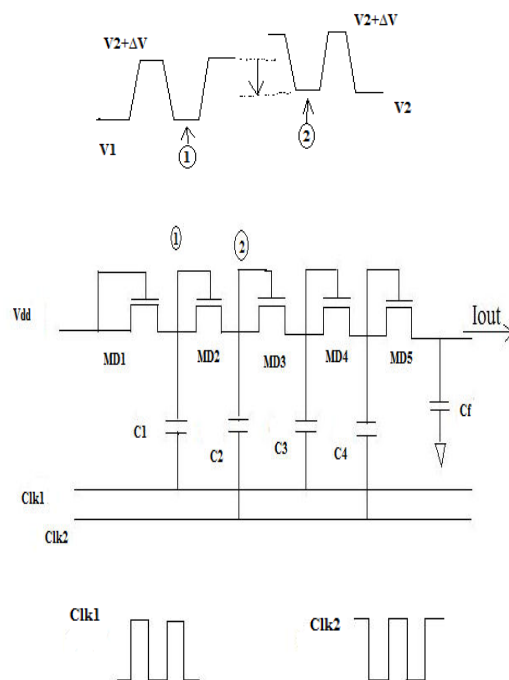 V2+ΔV
V2+ΔV
V1
①
②
V2
①
②
Vdd
Iout
MD1
MD2
MD3
MD4
MD5
C1
C2
C3
C4
Cf
Clk1
Clk2
Clk1
Clk2